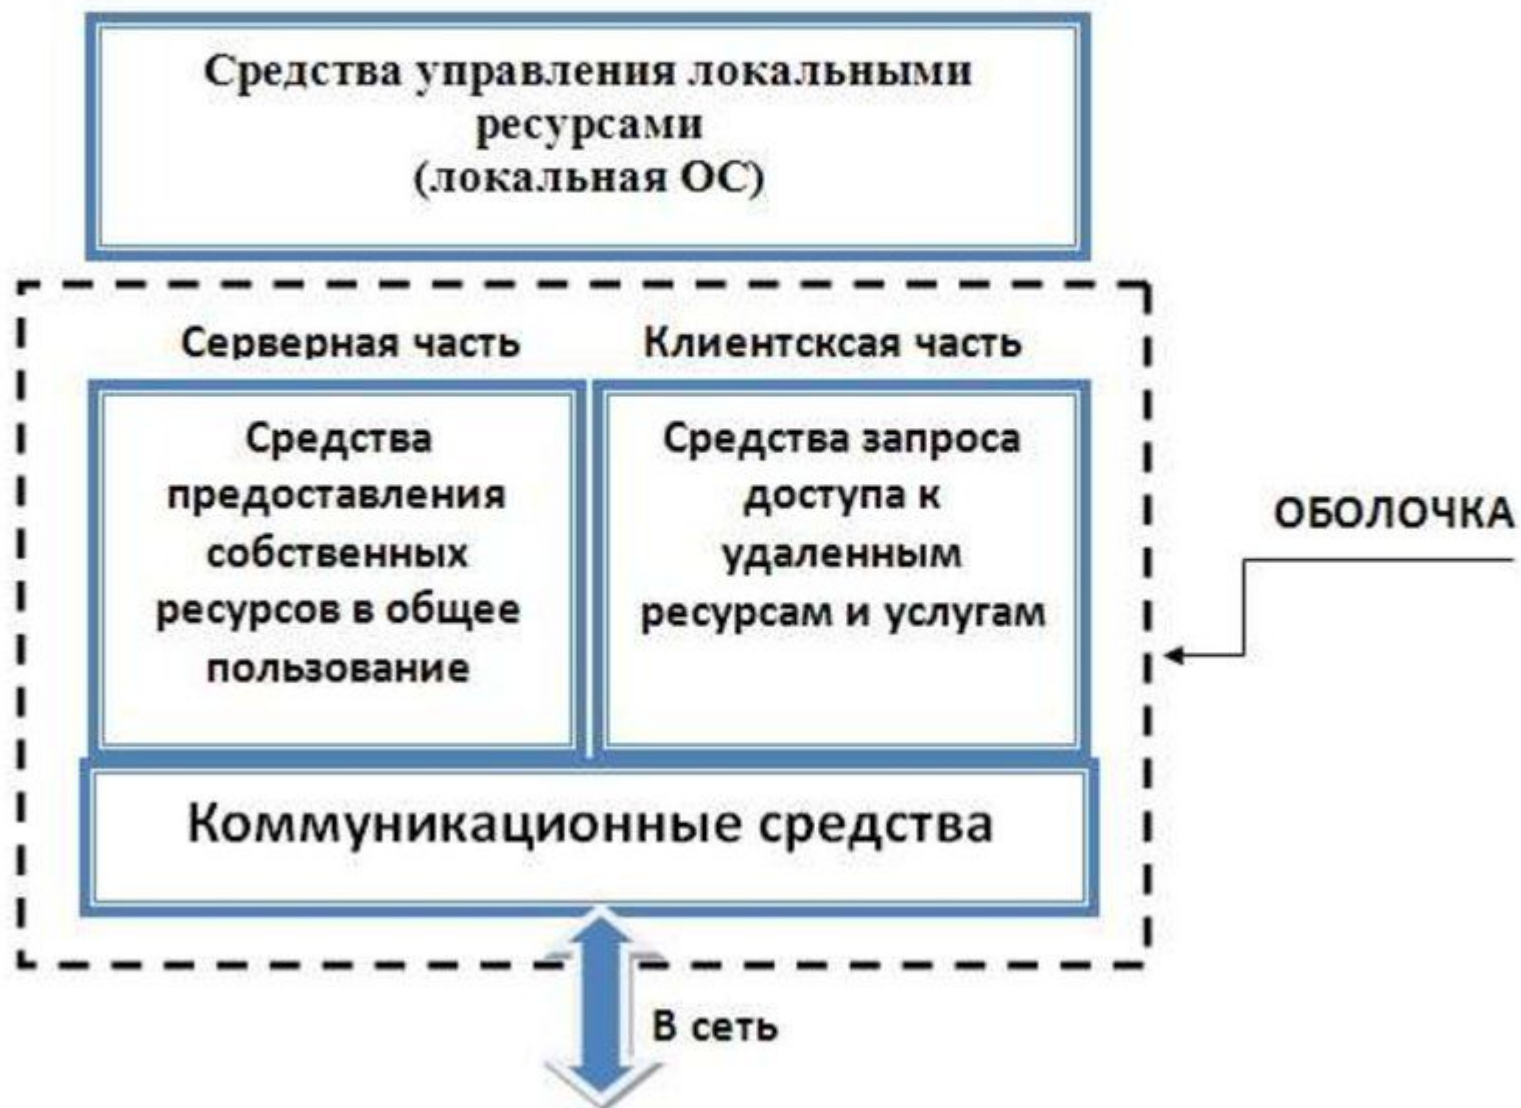 Средства управления локальными
ресурсами
(локальная ОС)
Серверная часть
Клиентсксая часть
Средства
предоставления
собственных
ресурсов в общее
пользование
Средства запроса
доступа к
удаленным
ресурсам и услугам
ОБОЛОЧКА
Коммуникационные средства
В сеть